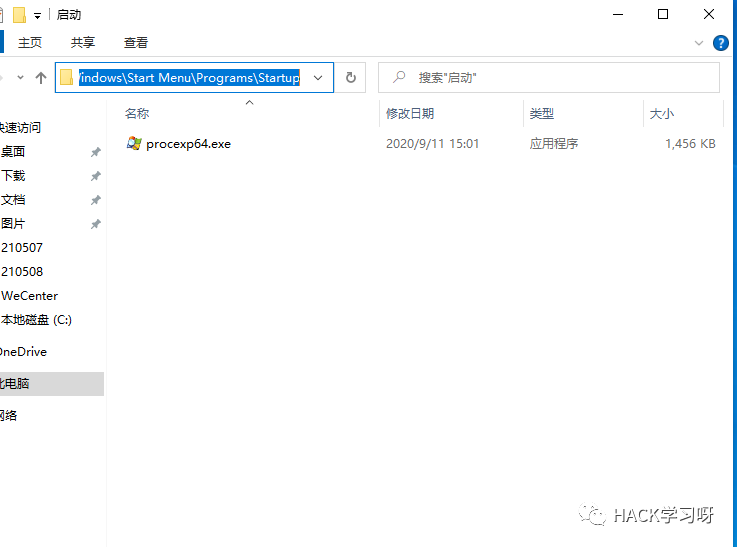 启动
主页 共享 查看
indows\Start Menu\Programs\Startup 搜索"启动"
名称 修改日期 类型 大小
procexp64.exe 2020/9/11 15:01 应用程序 1,456 KB
快速访问
桌面
下载
文档
图片
210507
210508
WeCenter
本地磁盘 (C:)
OneDrive
此电脑
网络
HACK学习呀